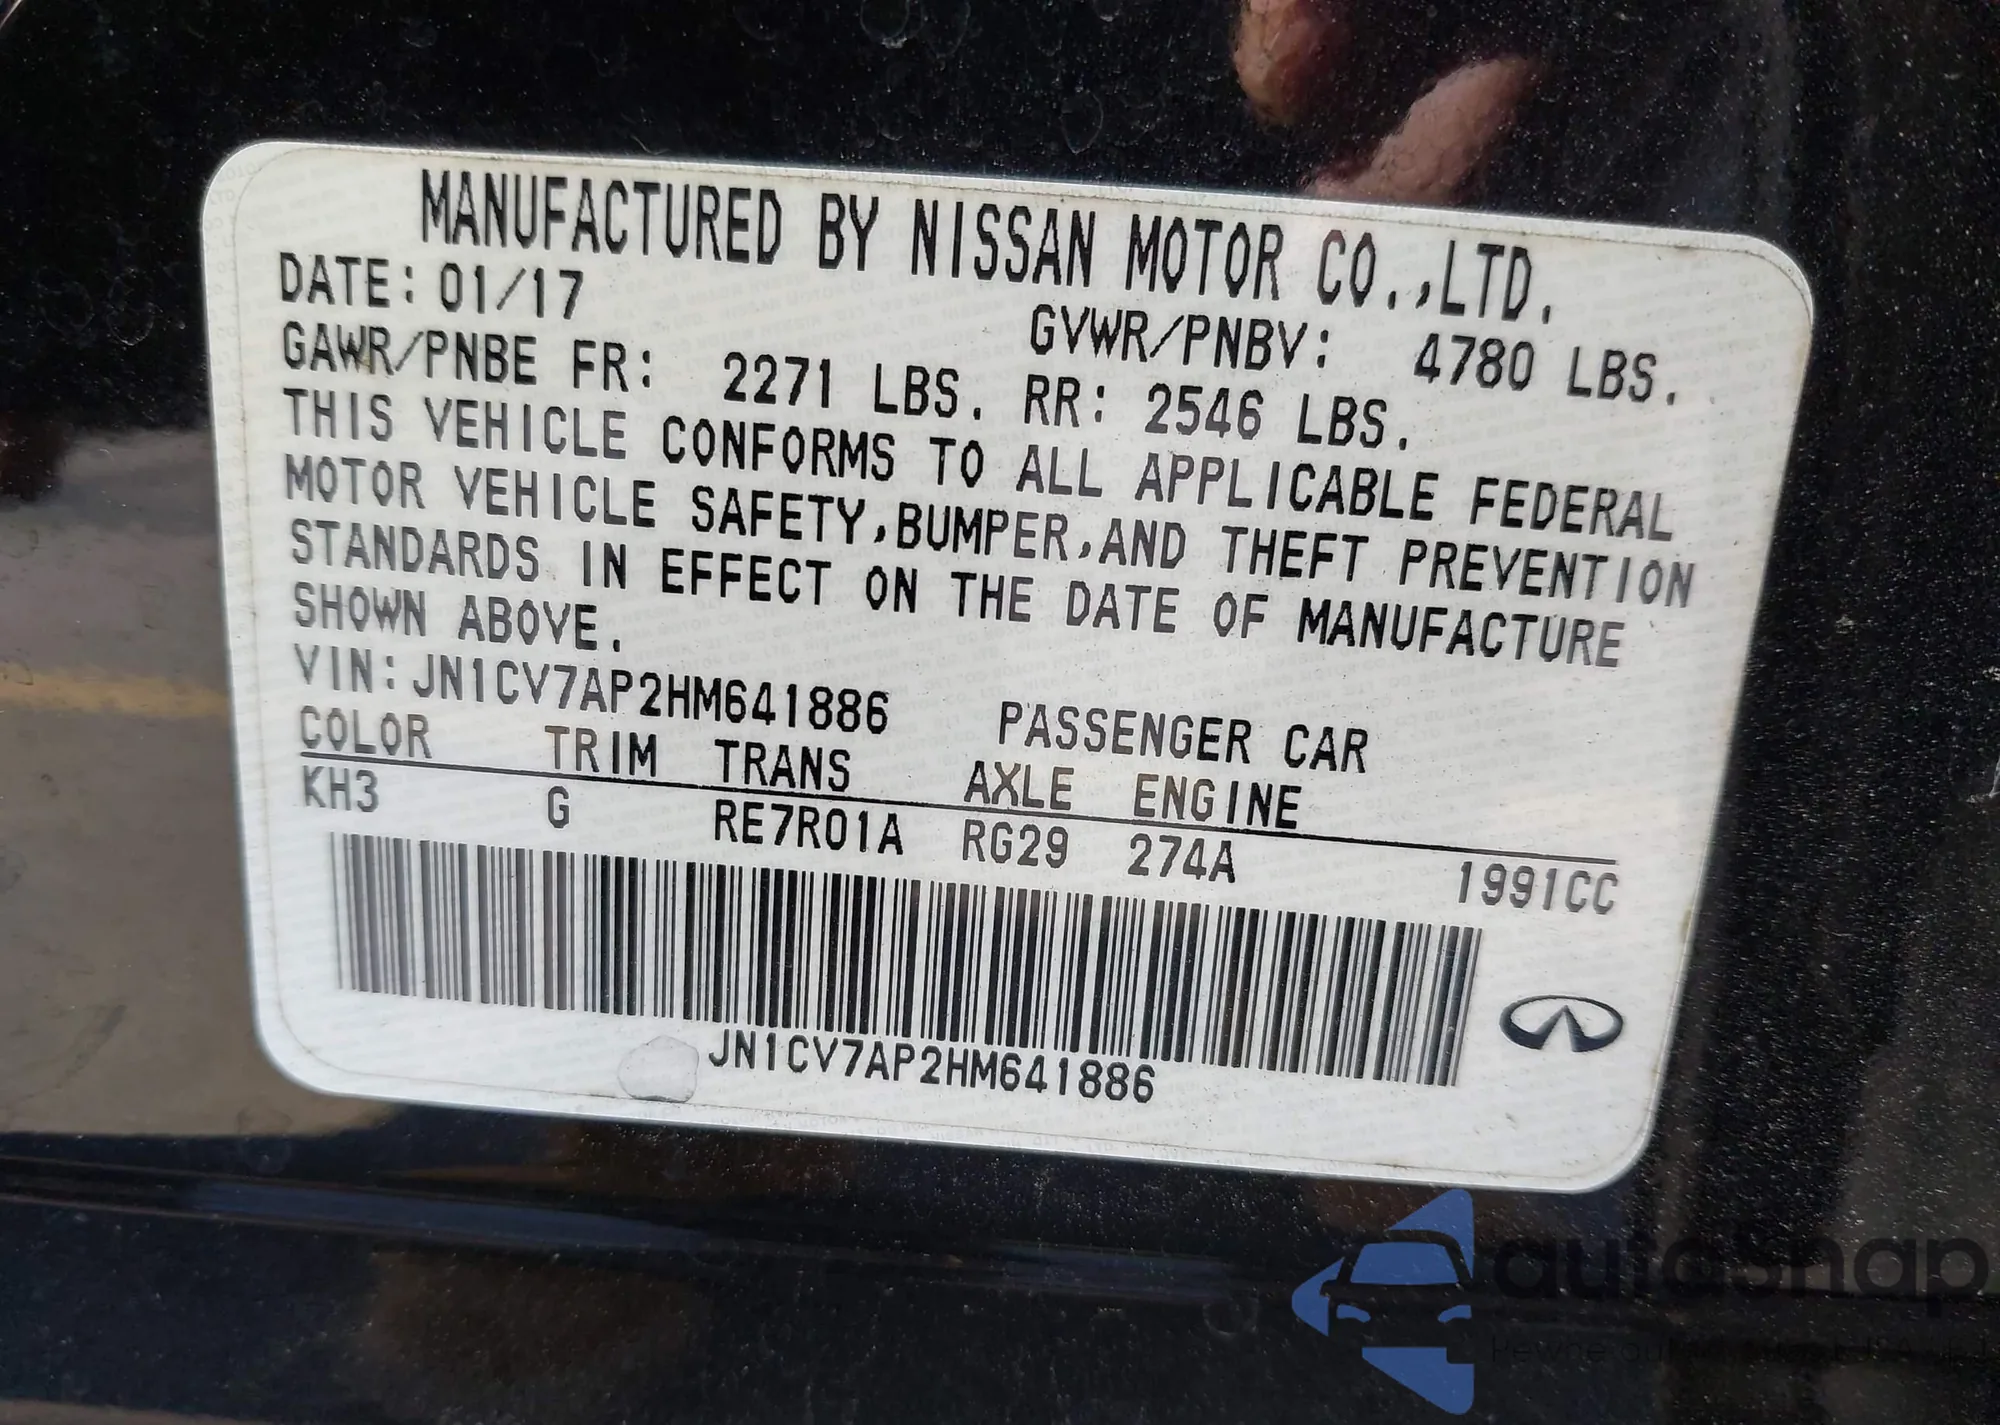 MANUFACTURED BY NISSAN MOTOR CO.,LTD.
DATE: 01/17 GVWR/PNBV: 4780 LBS.
GAWR/PNBE FR: 2271 LBS. RR: 2546 LBS.
THIS VEHICLE CONFORMS TO ALL APPLICABLE FEDERAL
MOTOR VEHICLE SAFETY,BUMPER,AND THEFT PREVENTION
STANDARDS IN EFFECT ON THE DATE OF MANUFACTURE
SHOWN ABOVE.
VIN:JN1CV7AP2HM641886 PASSENGER CAR
COLOR TRIM TRANS AXLE ENGINE
KH3 G RE7R01A RG29 274A 1991CC
JN1CV7AP2HM641886
autosnap